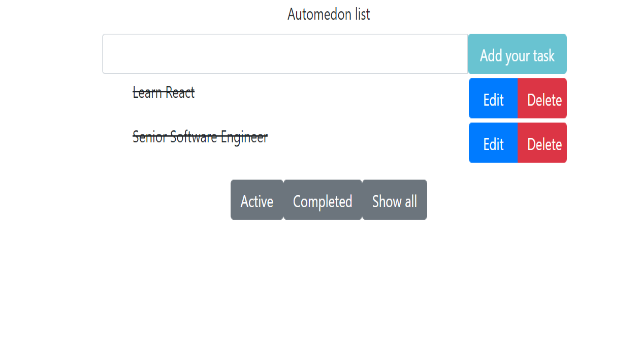 Automedon list
Add your task
Learn React Edit Delete
Senior Software Engineer Edit Delete
Active Completed Show all